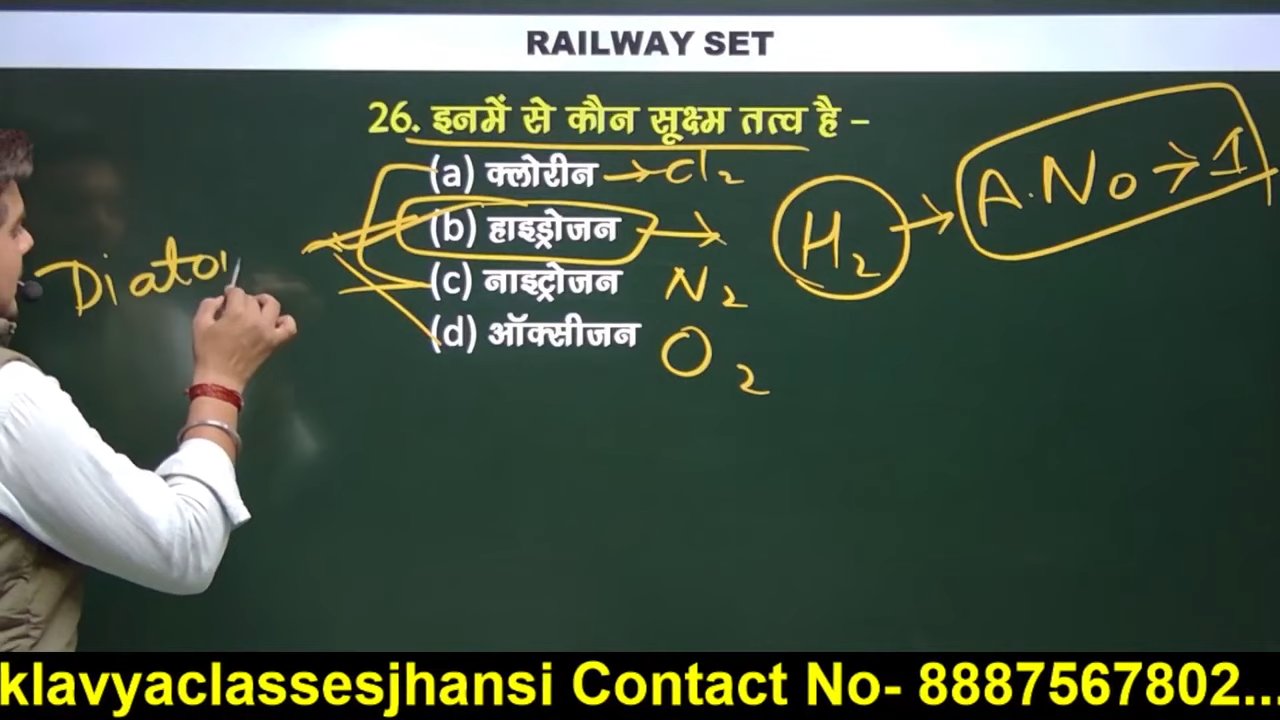 RAILWAY SET
26. इनमें से कौन सूक्ष्म तत्व है –
(a) क्लोरीन → Cl₂
(b) हाइड्रोजन → H₂ → A.No → 1
(c) नाइट्रोजन N₂
(d) ऑक्सीजन O₂
Diato
klavyaclassesjhansi Contact No- 8887567802...